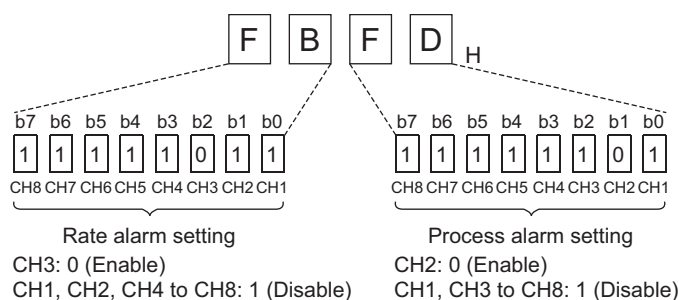 F B F D H
b7 b6 b5 b4 b3 b2 b1 b0 b7 b6 b5 b4 b3 b2 b1 b0
1 1 1 1 1 0 1 1 1 1 1 1 1 1 0 1
CH8 CH7 CH6 CH5 CH4 CH3 CH2 CH1 CH8 CH7 CH6 CH5 CH4 CH3 CH2 CH1
Rate alarm setting Process alarm setting
CH3: 0 (Enable) CH2: 0 (Enable)
CH1, CH2, CH4 to CH8: 1 (Disable) CH1, CH3 to CH8: 1 (Disable)